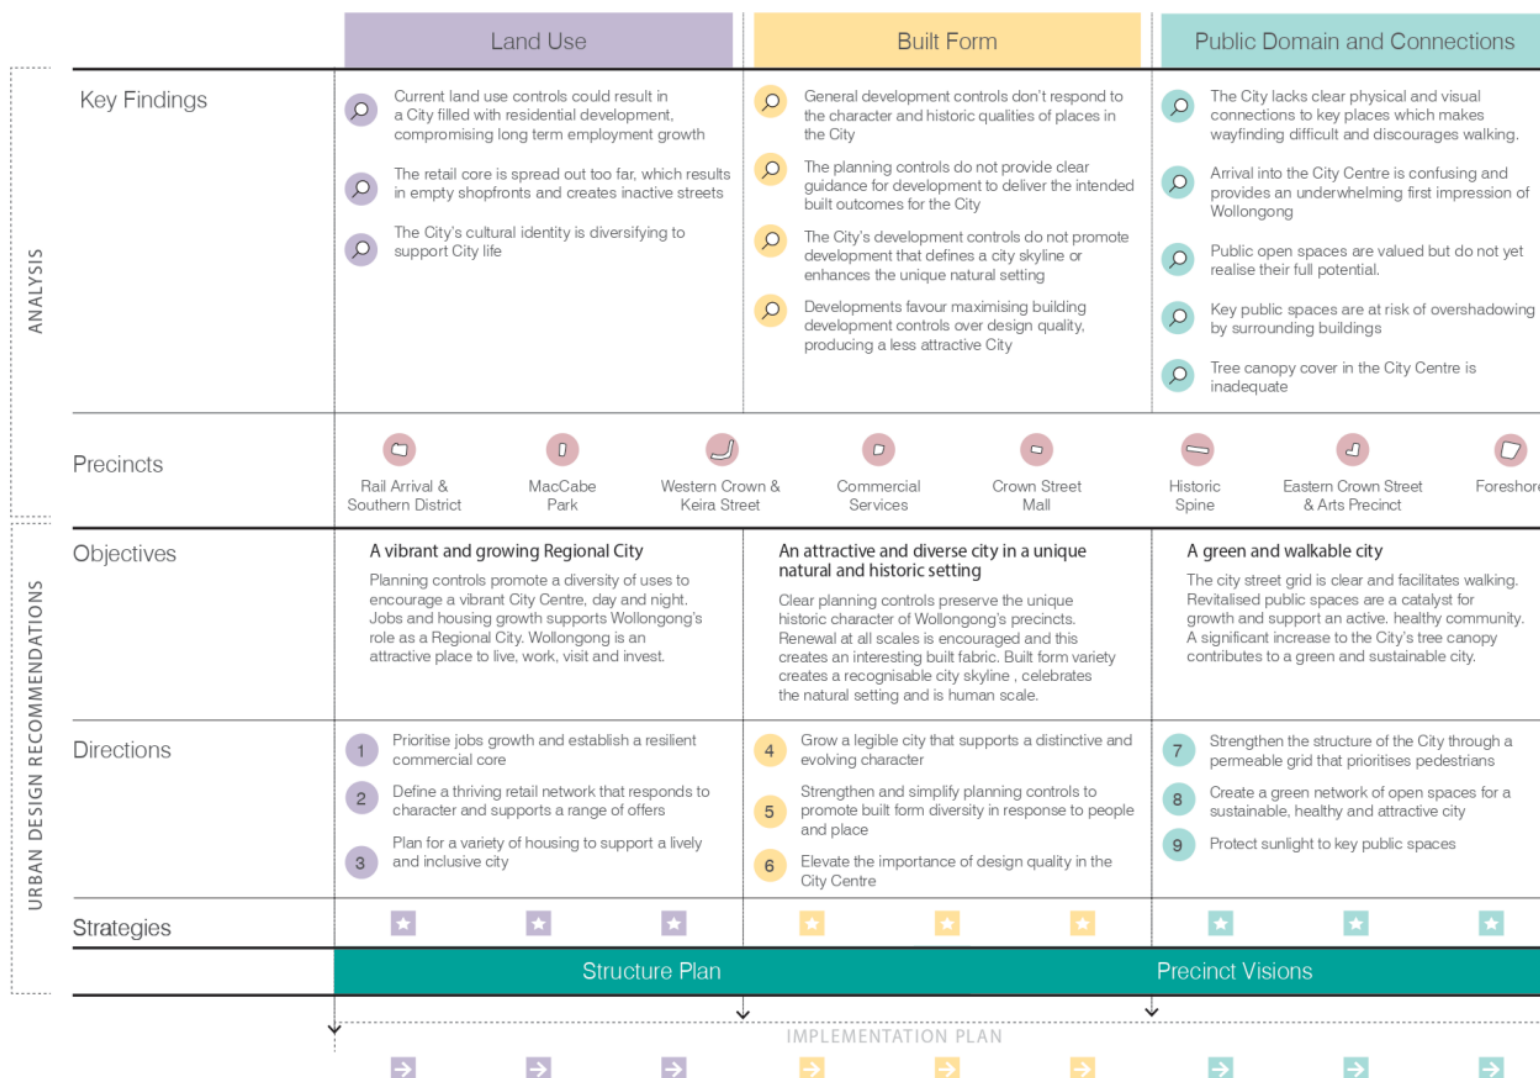 Land Use
Built Form
Public Domain and Connections
ANALYSIS
Key Findings
Current land use controls could result in
a City filled with residential development,
compromising long term employment growth
The retail core is spread out too far, which results
in empty shopfronts and creates inactive streets
The City's cultural identity is diversifying to
support City life
General development controls don't respond to
the character and historic qualities of places in
the City
The planning controls do not provide clear
guidance for development to deliver the intended
built outcomes for the City
The City's development controls do not promote
development that defines a city skyline or
enhances the unique natural setting
Developments favour maximising building
development controls over design quality,
producing a less attractive City
The City lacks clear physical and visual
connections to key places which makes
wayfinding difficult and discourages walking.
Arrival into the City Centre is confusing and
provides an underwhelming first impression of
Wollongong
Public open spaces are valued but do not yet
realise their full potential.
Key public spaces are at risk of overshadowing
by surrounding buildings
Tree canopy cover in the City Centre is
inadequate
Precincts
Rail Arrival &
Southern District
MacCabe
Park
Western Crown &
Keira Street
Commercial
Services
Crown Street
Mall
Historic
Spine
Eastern Crown Street
& Arts Precinct
Foreshore
URBAN DESIGN RECOMMENDATIONS
Objectives
A vibrant and growing Regional City
Planning controls promote a diversity of uses to
encourage a vibrant City Centre, day and night.
Jobs and housing growth supports Wollongong's
role as a Regional City. Wollongong is an
attractive place to live, work, visit and invest.
An attractive and diverse city in a unique
natural and historic setting
Clear planning controls preserve the unique
historic character of Wollongong's precincts.
Renewal at all scales is encouraged and this
creates an interesting built fabric. Built form variety
creates a recognisable city skyline , celebrates
the natural setting and is human scale.
A green and walkable city
The city street grid is clear and facilitates walking.
Revitalised public spaces are a catalyst for
growth and support an active. healthy community.
A significant increase to the City's tree canopy
contributes to a green and sustainable city.
Directions
1 Prioritise jobs growth and establish a resilient
commercial core
2 Define a thriving retail network that responds to
character and supports a range of offers
3 Plan for a variety of housing to support a lively
and inclusive city
4 Grow a legible city that supports a distinctive and
evolving character
5 Strengthen and simplify planning controls to
promote built form diversity in response to people
and place
6 Elevate the importance of design quality in the
City Centre
7 Strengthen the structure of the City through a
permeable grid that prioritises pedestrians
8 Create a green network of open spaces for a
sustainable, healthy and attractive city
9 Protect sunlight to key public spaces
Strategies
Structure Plan
Precinct Visions
IMPLEMENTATION PLAN